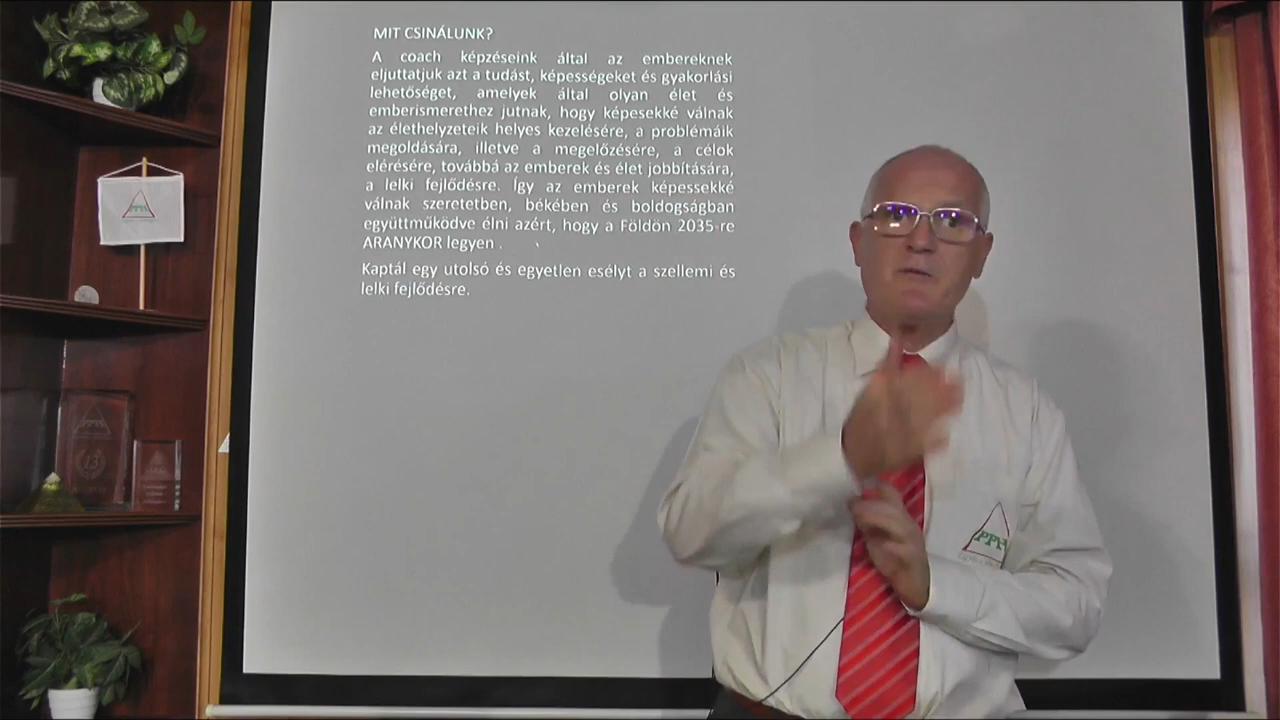 MIT CSINÁLUNK?
A coach képzéseink által az embereknek
eljuttatjuk azt a tudást, képességeket és gyakorlási
lehetőséget, amelyek által olyan élet és
emberismerethez jutnak, hogy képesekké válnak
az élethelyzeteik helyes kezelésére, a problémáik
megoldására, illetve a megelőzésére, a célok
elérésére, továbbá az emberek és élet jobbítására,
a lelki fejlődésre. Így az emberek képessekké
válnak szeretetben, békében és boldogságban
együttműködve élni azért, hogy a Földön 2035-re
ARANYKOR legyen .
Kaptál egy utolsó és egyetlen esélyt a szellemi és
lelki fejlődésre.
PPH
13